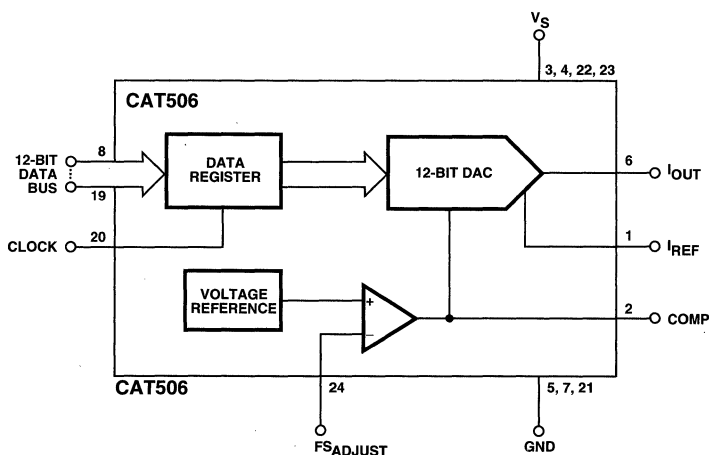 VS
3, 4, 22, 23
CAT506
12-BIT
DATA
BUS
8
19
DATA
REGISTER
12-BIT DAC
6
IOUT
CLOCK
20
1
IREF
VOLTAGE
REFERENCE
+
−
2
COMP
CAT506
24
5, 7, 21
FSADJUST
GND